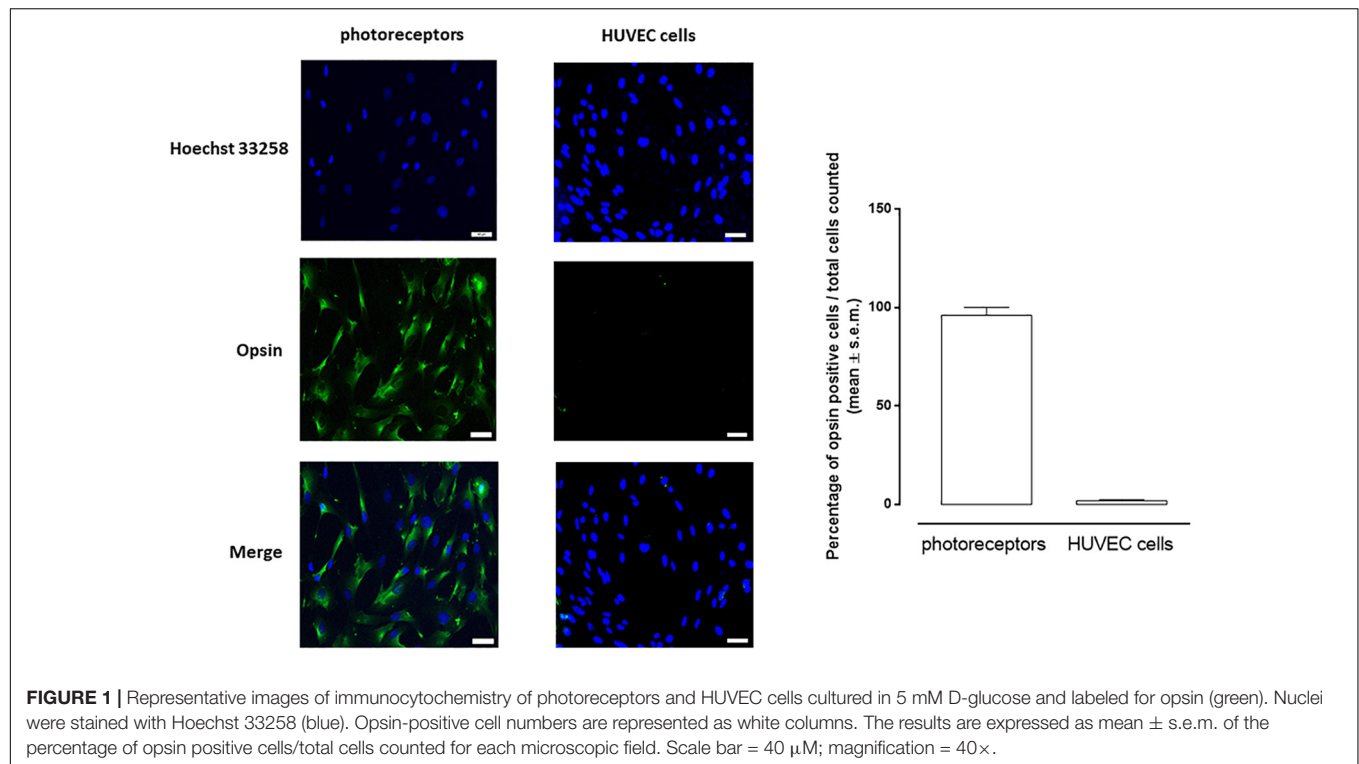 photoreceptors
HUVEC cells
Hoechst 33258
Opsin
Merge
Percentage of opsin positive cells / total cells counted
(mean ± s.e.m.)
150
100
50
0
photoreceptors
HUVEC cells
FIGURE 1 | Representative images of immunocytochemistry of photoreceptors and HUVEC cells cultured in 5 mM D-glucose and labeled for opsin (green). Nuclei
were stained with Hoechst 33258 (blue). Opsin-positive cell numbers are represented as white columns. The results are expressed as mean ± s.e.m. of the
percentage of opsin positive cells/total cells counted for each microscopic field. Scale bar = 40 μM; magnification = 40×.